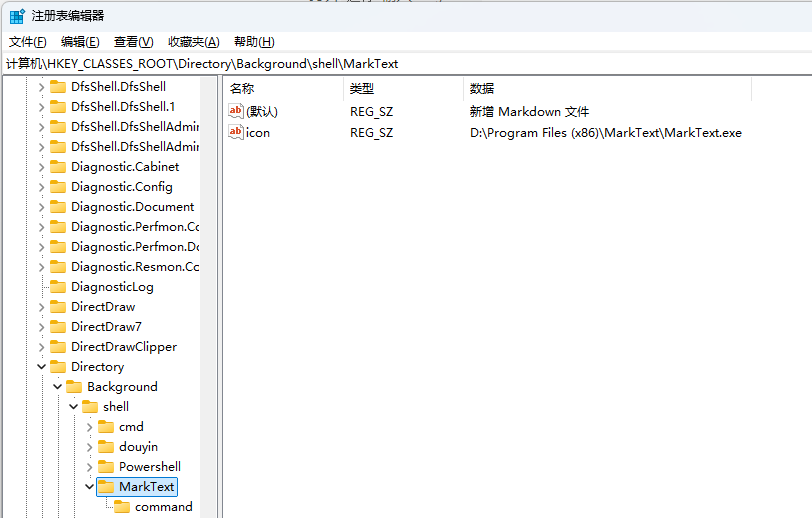 注册表编辑器
文件(F) 编辑(E) 查看(V) 收藏夹(A) 帮助(H)
计算机\HKEY_CLASSES_ROOT\Directory\Background\shell\MarkText
DfsShell.DfsShell
DfsShell.DfsShell.1
DfsShell.DfsShellAdmin
DfsShell.DfsShellAdmin
Diagnostic.Cabinet
Diagnostic.Config
Diagnostic.Document
Diagnostic.Perfmon.Co
Diagnostic.Perfmon.Do
Diagnostic.Resmon.Co
DiagnosticLog
DirectDraw
DirectDraw7
DirectDrawClipper
Directory
Background
shell
cmd
douyin
Powershell
MarkText
command
名称 类型 数据
ab (默认) REG_SZ 新增 Markdown 文件
ab icon REG_SZ D:\Program Files (x86)\MarkText\MarkText.exe